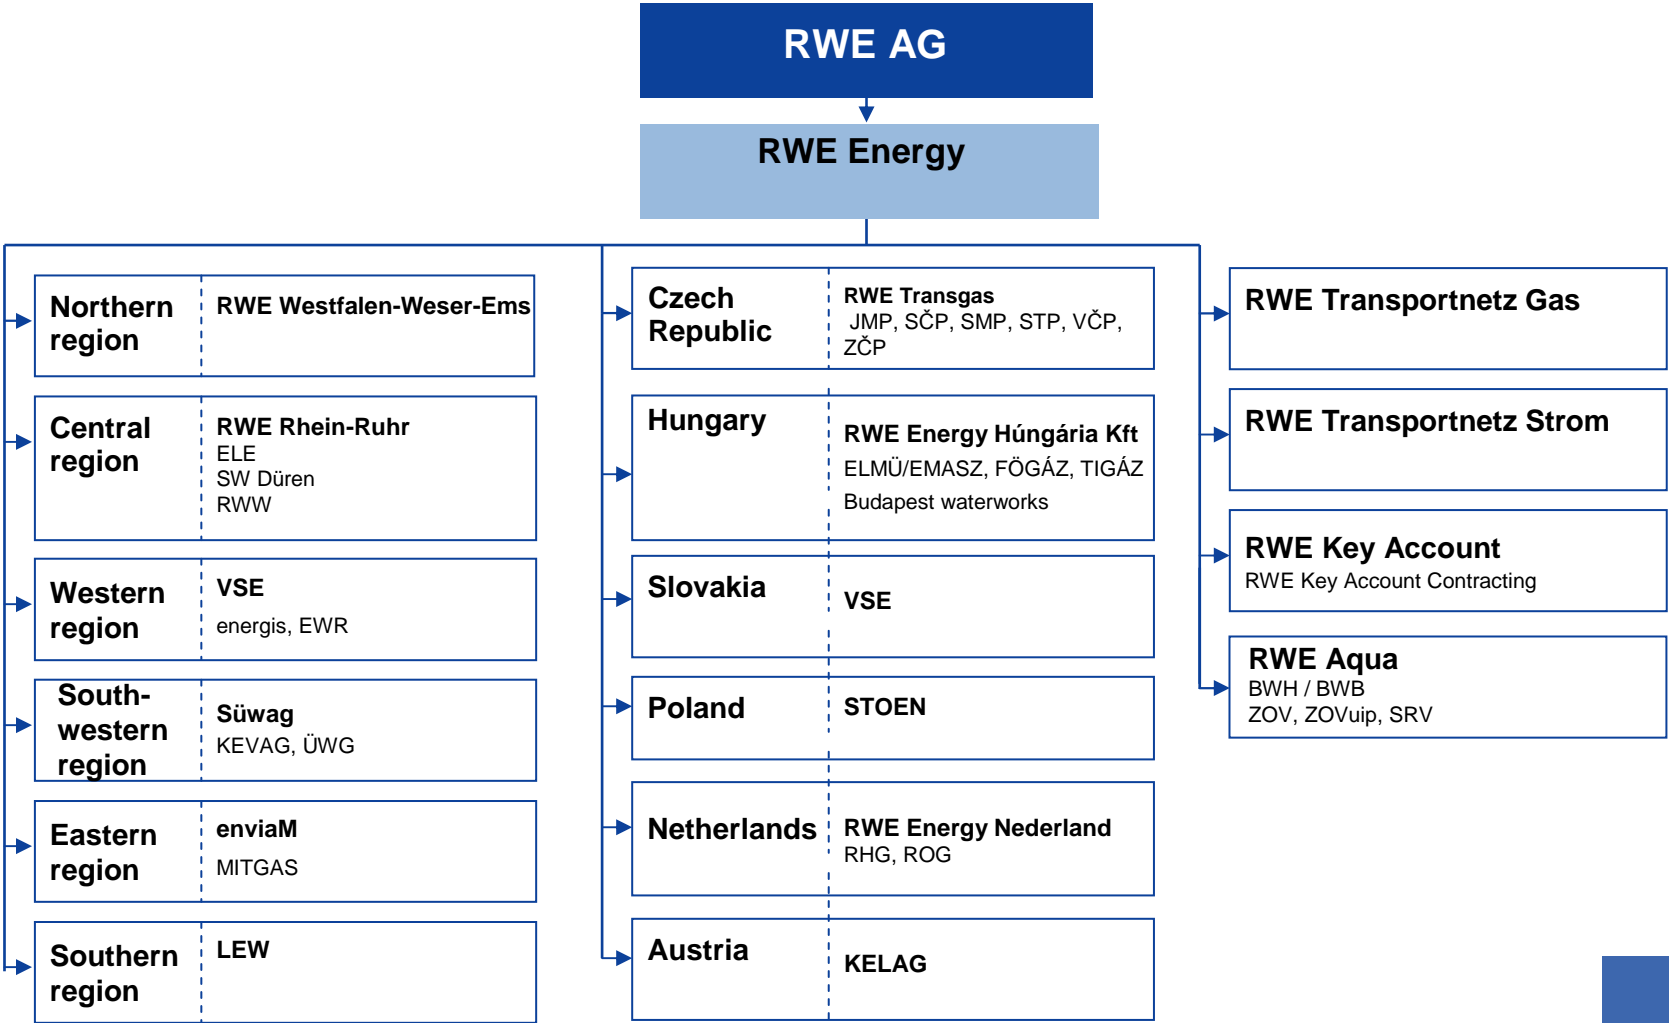 RWE AG
RWE Energy
Northern
region
RWE Westfalen-Weser-Ems
Central
region
RWE Rhein-Ruhr
ELE
SW Düren
RWW
Western
region
VSE
energis, EWR
South-
western
region
Süwag
KEVAG, ÜWG
Eastern
region
enviaM
MITGAS
Southern
region
LEW
Czech
Republic
RWE Transgas
JMP, SČP, SMP, STP, VČP,
ZČP
Hungary
RWE Energy Húngária Kft
ELMÜ/EMASZ, FÖGÁZ, TIGÁZ
Budapest waterworks
Slovakia
VSE
Poland
STOEN
Netherlands
RWE Energy Nederland
RHG, ROG
Austria
KELAG
RWE Transportnetz Gas
RWE Transportnetz Strom
RWE Key Account
RWE Key Account Contracting
RWE Aqua
BWH / BWB
ZOV, ZOVuip, SRV